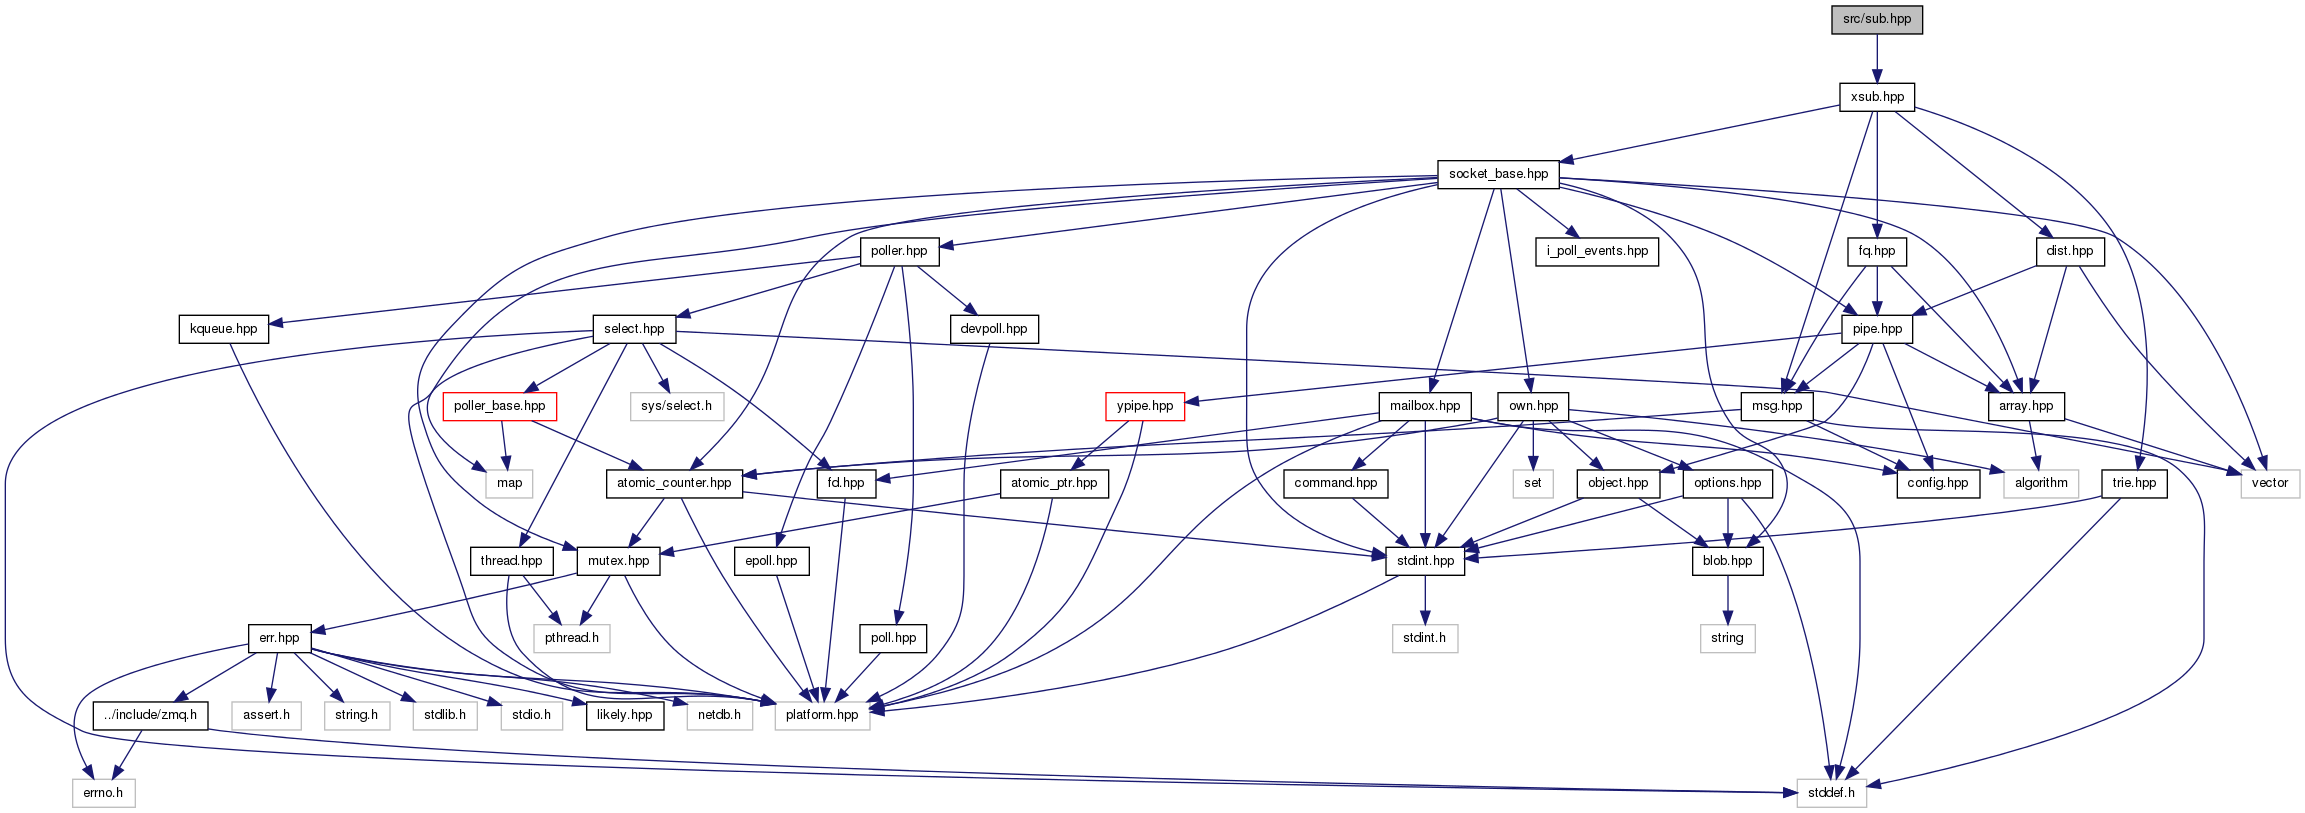 src/sub.hpp
xsub.hpp
socket_base.hpp
poller.hpp
i_poll_events.hpp
fq.hpp
dist.hpp
kqueue.hpp
select.hpp
devpoll.hpp
pipe.hpp
poller_base.hpp
sys/select.h
ypipe.hpp
mailbox.hpp
own.hpp
msg.hpp
array.hpp
map
atomic_counter.hpp
fd.hpp
atomic_ptr.hpp
command.hpp
set
object.hpp
options.hpp
config.hpp
algorithm
trie.hpp
vector
thread.hpp
mutex.hpp
epoll.hpp
stdint.hpp
blob.hpp
err.hpp
pthread.h
poll.hpp
stdint.h
string
../include/zmq.h
assert.h
string.h
stdlib.h
stdio.h
likely.hpp
netdb.h
platform.hpp
errno.h
stddef.h